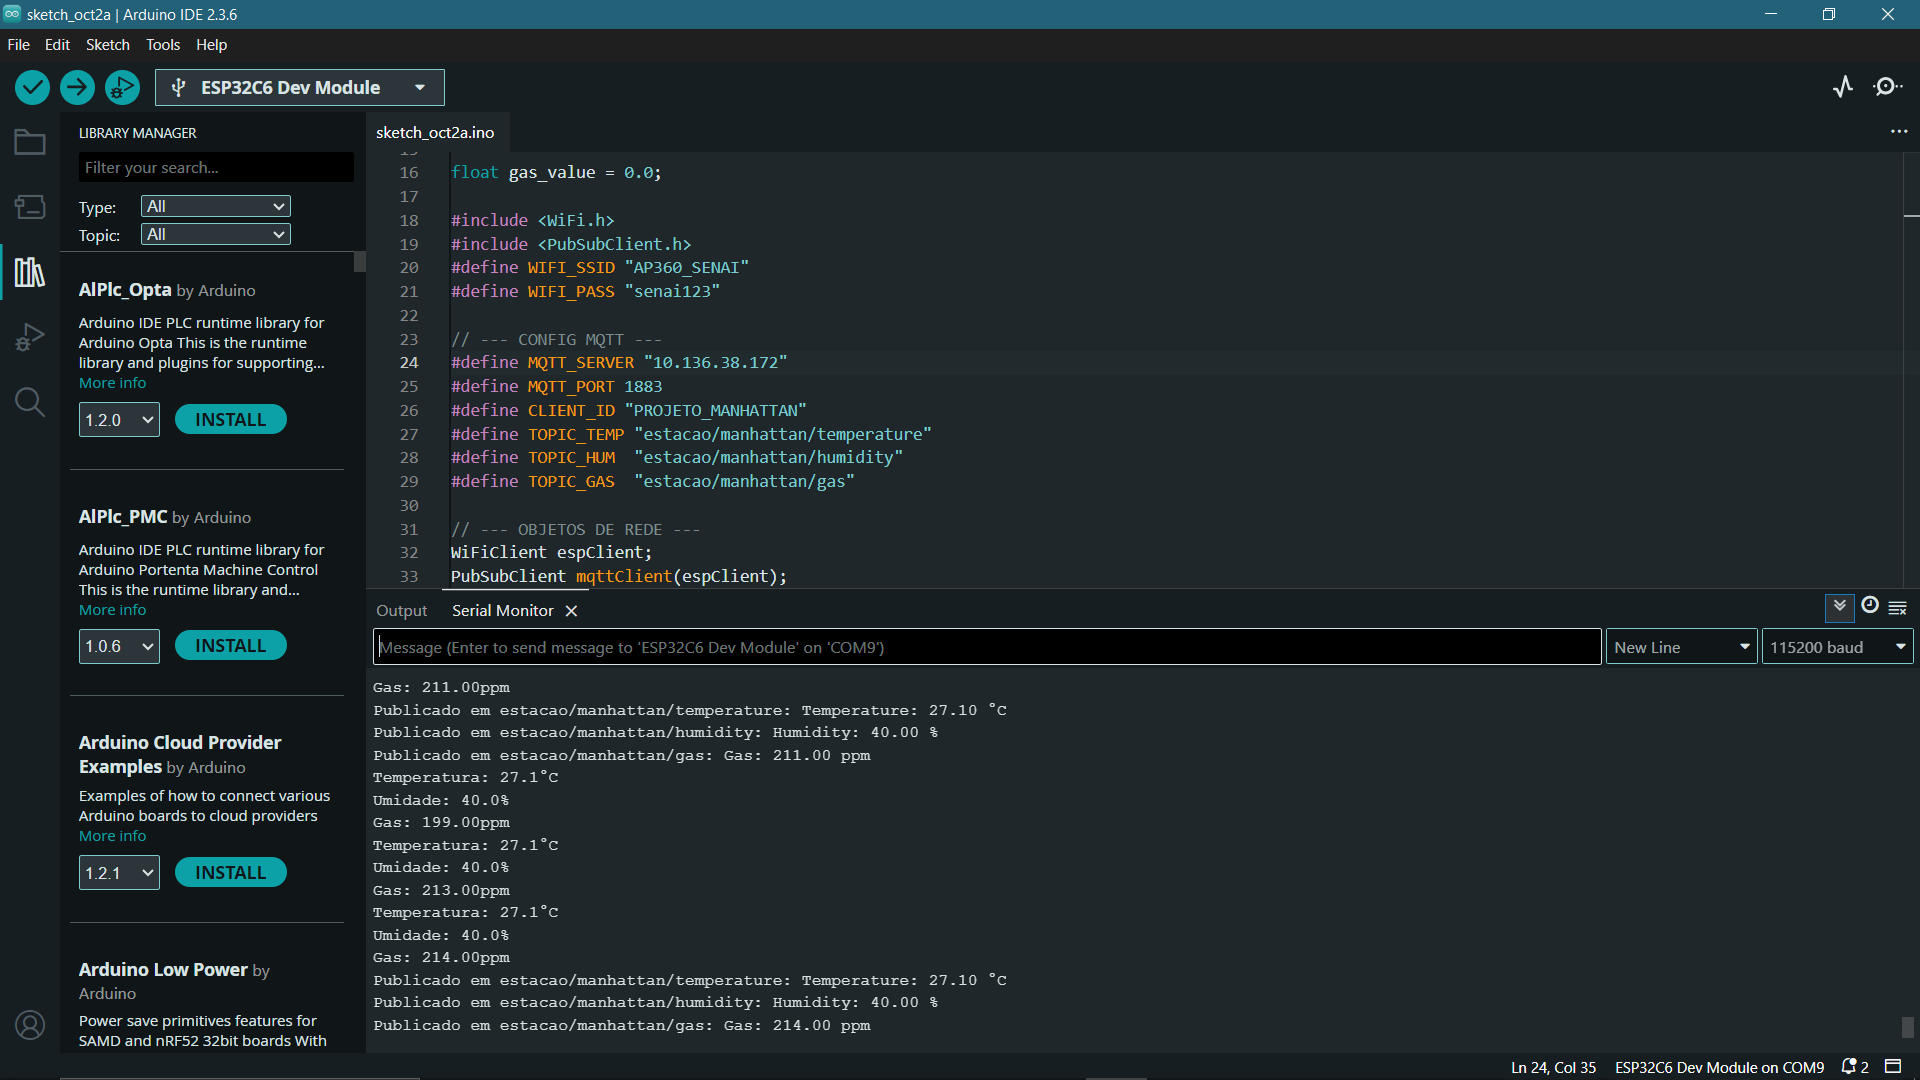 sketch_oct2a | Arduino IDE 2.3.6
File Edit Sketch Tools Help
ESP32C6 Dev Module
LIBRARY MANAGER
Filter your search...
Type: All
Topic: All
AIPlc_Opta by Arduino
Arduino IDE PLC runtime library for
Arduino Opta This is the runtime
library and plugins for supporting...
More info
1.2.0 INSTALL
AIPlc_PMC by Arduino
Arduino IDE PLC runtime library for
Arduino Portenta Machine Control
This is the runtime library and...
More info
1.0.6 INSTALL
Arduino Cloud Provider
Examples by Arduino
Examples of how to connect various
Arduino boards to cloud providers
More info
1.2.1 INSTALL
Arduino Low Power by
Arduino
Power save primitives features for
SAMD and nRF52 32bit boards With
sketch_oct2a.ino
16 float gas_value = 0.0;
17
18 #include <WiFi.h>
19 #include <PubSubClient.h>
20 #define WIFI_SSID "AP360_SENAI"
21 #define WIFI_PASS "senai123"
22
23 // --- CONFIG MQTT ---
24 #define MQTT_SERVER "10.136.38.172"
25 #define MQTT_PORT 1883
26 #define CLIENT_ID "PROJETO_MANHATTAN"
27 #define TOPIC_TEMP "estacao/manhattan/temperature"
28 #define TOPIC_HUM  "estacao/manhattan/humidity"
29 #define TOPIC_GAS  "estacao/manhattan/gas"
30
31 // --- OBJETOS DE REDE ---
32 WiFiClient espClient;
33 PubSubClient mqttClient(espClient);
Output Serial Monitor
Message (Enter to send message to 'ESP32C6 Dev Module' on 'COM9') New Line 115200 baud
Gas: 211.00ppm
Publicado em estacao/manhattan/temperature: Temperature: 27.10 °C
Publicado em estacao/manhattan/humidity: Humidity: 40.00 %
Publicado em estacao/manhattan/gas: Gas: 211.00 ppm
Temperatura: 27.1°C
Umidade: 40.0%
Gas: 199.00ppm
Temperatura: 27.1°C
Umidade: 40.0%
Gas: 213.00ppm
Temperatura: 27.1°C
Umidade: 40.0%
Gas: 214.00ppm
Publicado em estacao/manhattan/temperature: Temperature: 27.10 °C
Publicado em estacao/manhattan/humidity: Humidity: 40.00 %
Publicado em estacao/manhattan/gas: Gas: 214.00 ppm
Ln 24, Col 35 ESP32C6 Dev Module on COM9 2